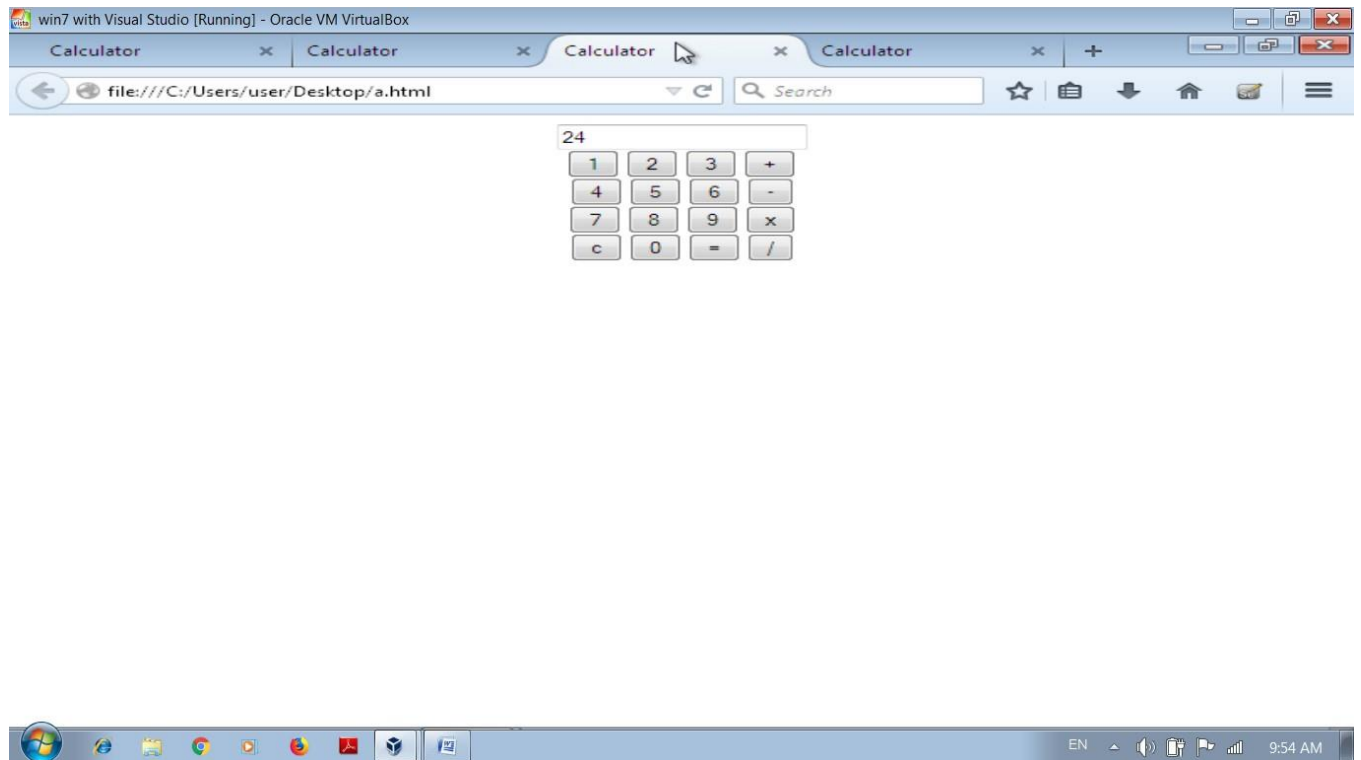 win7 with Visual Studio [Running] - Oracle VM VirtualBox
Calculator Calculator Calculator Calculator
file:///C:/Users/user/Desktop/a.html Search
24
1 2 3 +
4 5 6 -
7 8 9 x
c 0 = /
EN 9:54 AM